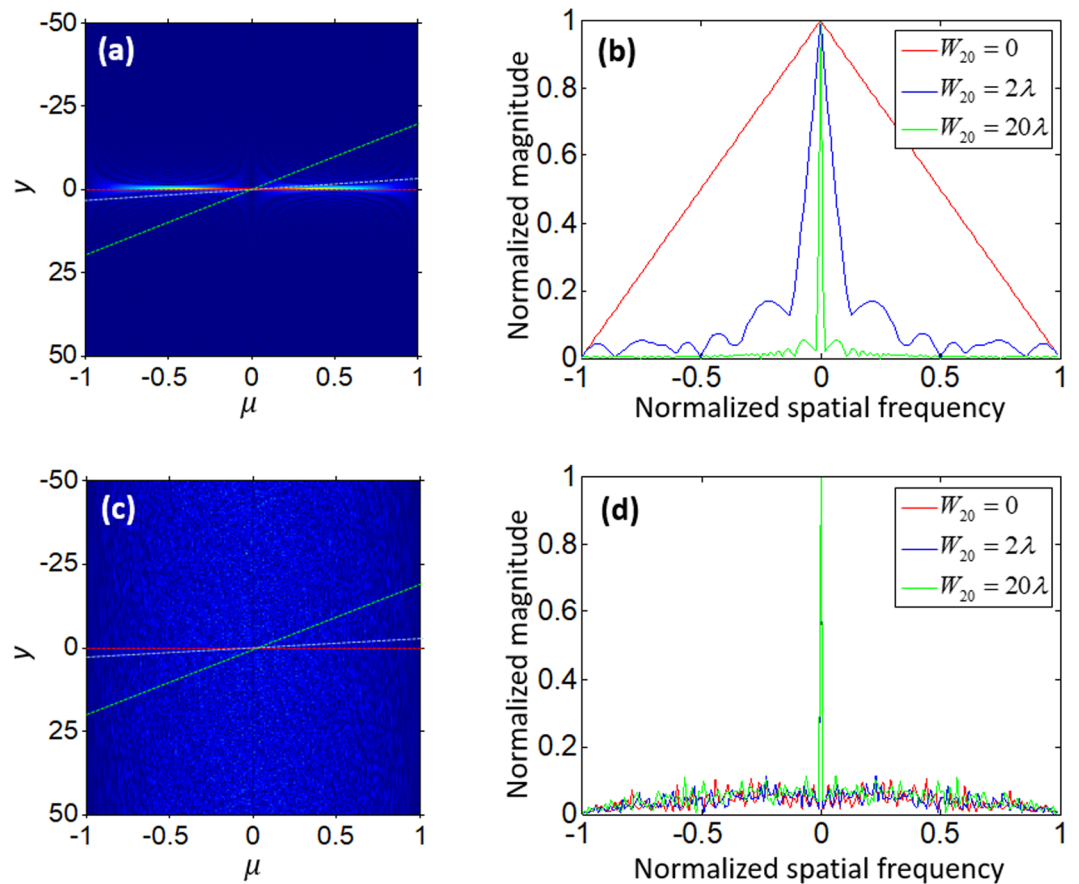 (a)
-50
-25
0
25
50
y
-1
-0.5
0
0.5
1
μ
(b)
1
0.8
0.6
0.4
0.2
0
Normalized magnitude
W₂₀ = 0
W₂₀ = 2λ
W₂₀ = 20λ
-1
-0.5
0
0.5
1
Normalized spatial frequency
(c)
-50
-25
0
25
50
y
-1
-0.5
0
0.5
1
μ
(d)
1
0.8
0.6
0.4
0.2
0
Normalized magnitude
W₂₀ = 0
W₂₀ = 2λ
W₂₀ = 20λ
-1
-0.5
0
0.5
1
Normalized spatial frequency